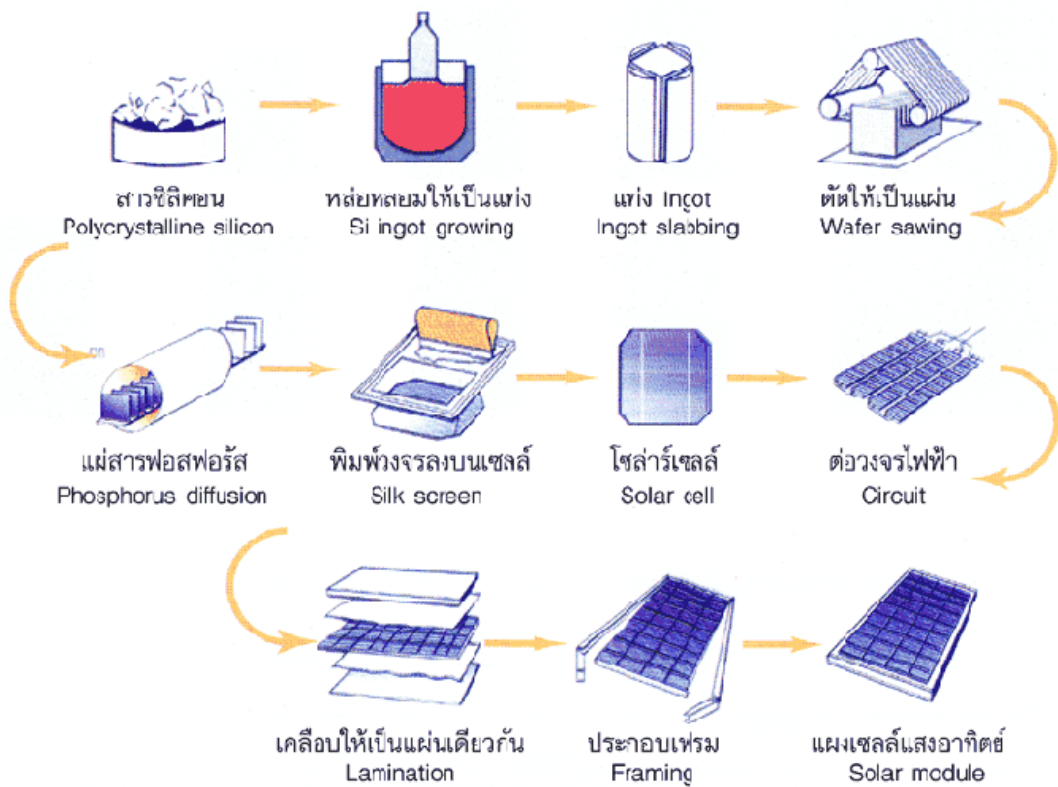 สารซิลิคอน
Polycrystalline silicon
หล่อหลอมให้เป็นแท่ง
Si ingot growing
แท่ง Ingot
Ingot slabbing
ตัดให้เป็นแผ่น
Wafer sawing
แผ่สารฟอสฟอรัส
Phosphorus diffusion
พิมพ์วงจรลงบนเซลล์
Silk screen
โซล่าร์เซลล์
Solar cell
ต่อวงจรไฟฟ้า
Circuit
เคลือบให้เป็นแผ่นเดียวกัน
Lamination
ประกอบเฟรม
Framing
แผงเซลล์แสงอาทิตย์
Solar module